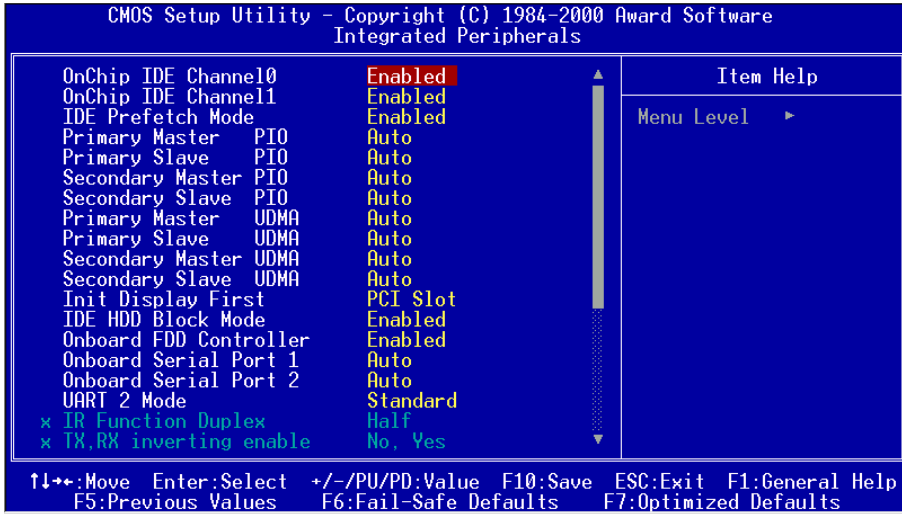 CMOS Setup Utility - Copyright (C) 1984-2000 Award Software
Integrated Peripherals
OnChip IDE Channel0 Enabled
OnChip IDE Channel1 Enabled
IDE Prefetch Mode Enabled
Primary Master PIO Auto
Primary Slave PIO Auto
Secondary Master PIO Auto
Secondary Slave PIO Auto
Primary Master UDMA Auto
Primary Slave UDMA Auto
Secondary Master UDMA Auto
Secondary Slave UDMA Auto
Init Display First PCI Slot
IDE HDD Block Mode Enabled
Onboard FDD Controller Enabled
Onboard Serial Port 1 Auto
Onboard Serial Port 2 Auto
UART 2 Mode Standard
x IR Function Duplex Half
x TX,RX inverting enable No, Yes
Item Help
Menu Level ►
↑↓→←:Move Enter:Select +/-/PU/PD:Value F10:Save ESC:Exit F1:General Help
F5:Previous Values F6:Fail-Safe Defaults F7:Optimized Defaults